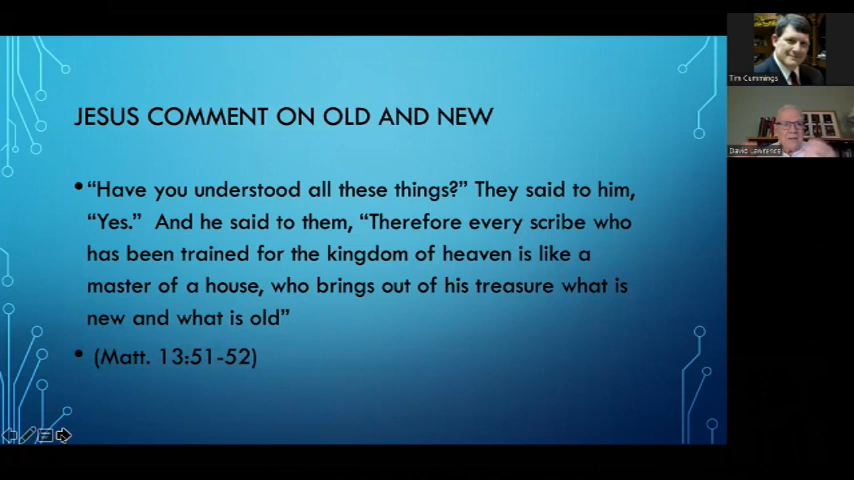 JESUS COMMENT ON OLD AND NEW
• “Have you understood all these things?” They said to him,
“Yes.” And he said to them, “Therefore every scribe who
has been trained for the kingdom of heaven is like a
master of a house, who brings out of his treasure what is
new and what is old”
• (Matt. 13:51-52)
Tim Cummings
David Lawrence